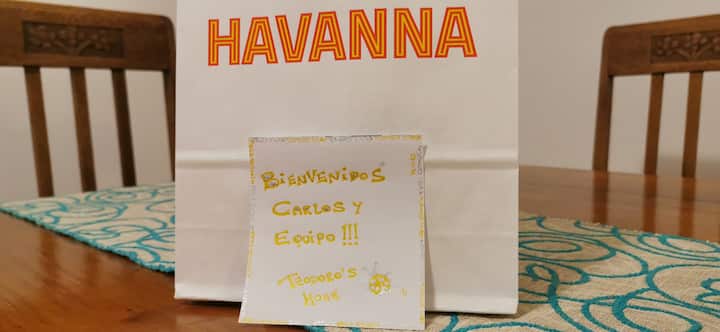 HAVANNA
BIENVENIDOS
CARLOS Y
EQUIPO !!!
TEODORO'S
HOME